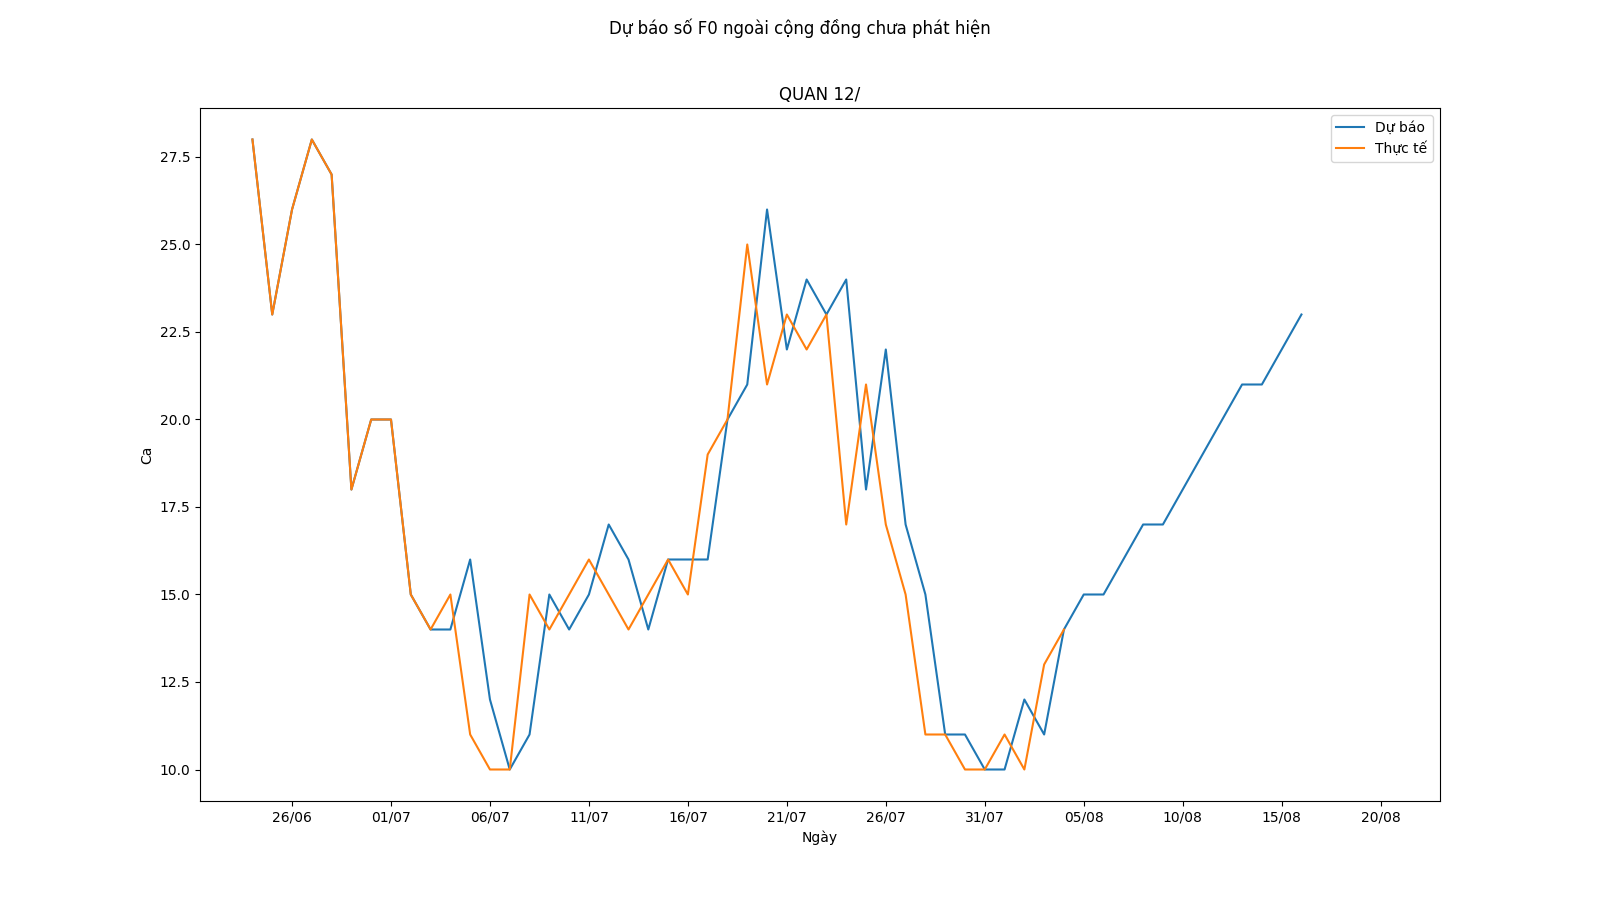 Dự báo số F0 ngoài cộng đồng chưa phát hiện
QUAN 12/
Dự báo
Thực tế
27.5
25.0
22.5
20.0
17.5
15.0
12.5
10.0
Ca
26/06 01/07 06/07 11/07 16/07 21/07 26/07 31/07 05/08 10/08 15/08 20/08
Ngày